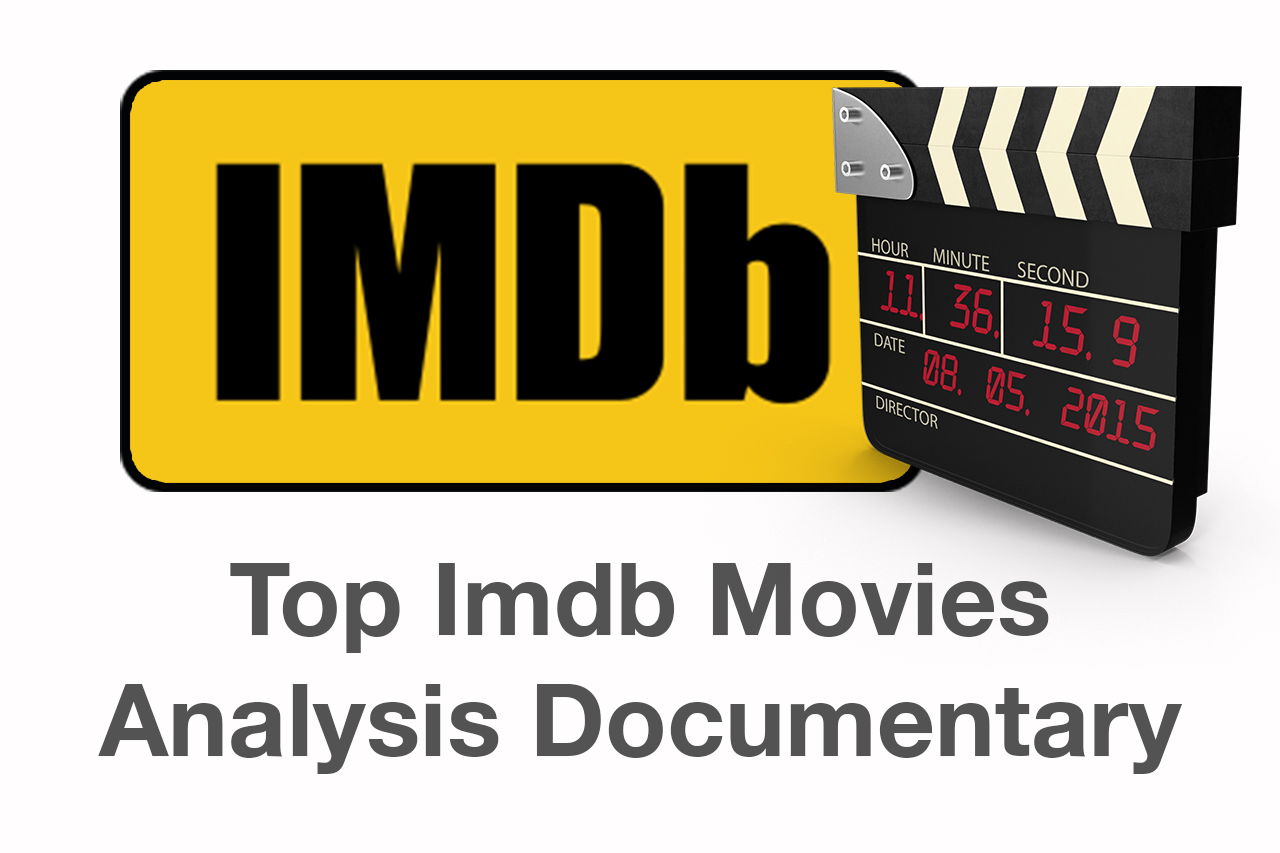 IMDb
HOUR MINUTE SECOND
11. 36. 15. 9
DATE
08. 05. 2015
DIRECTOR
Top Imdb Movies
Analysis Documentary